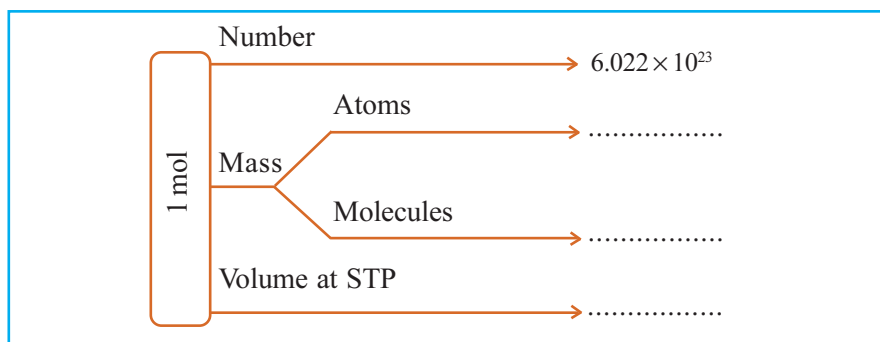 Number
6.022 × 10²³
Atoms
.................
1 mol
Mass
Molecules
.................
Volume at STP
.................